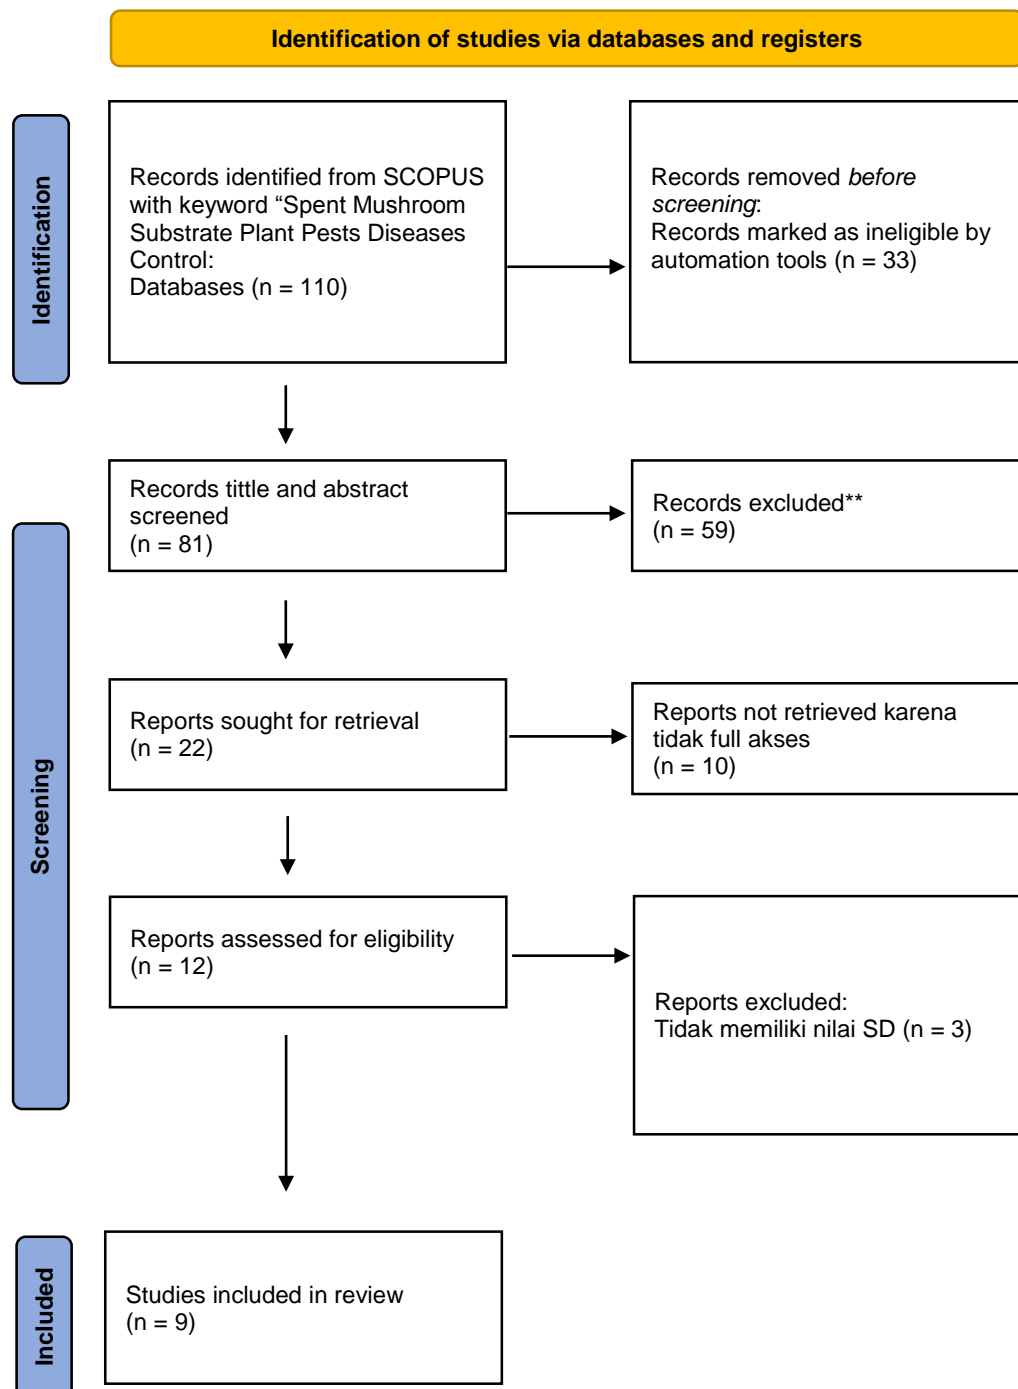 Identification of studies via databases and registers
Identification
Records identified from SCOPUS
with keyword “Spent Mushroom
Substrate Plant Pests Diseases
Control:
Databases (n = 110)
Records removed before
screening:
Records marked as ineligible by
automation tools (n = 33)
Screening
Records tittle and abstract
screened
(n = 81)
Records excluded**
(n = 59)
Reports sought for retrieval
(n = 22)
Reports not retrieved karena
tidak full akses
(n = 10)
Reports assessed for eligibility
(n = 12)
Reports excluded:
Tidak memiliki nilai SD (n = 3)
Included
Studies included in review
(n = 9)